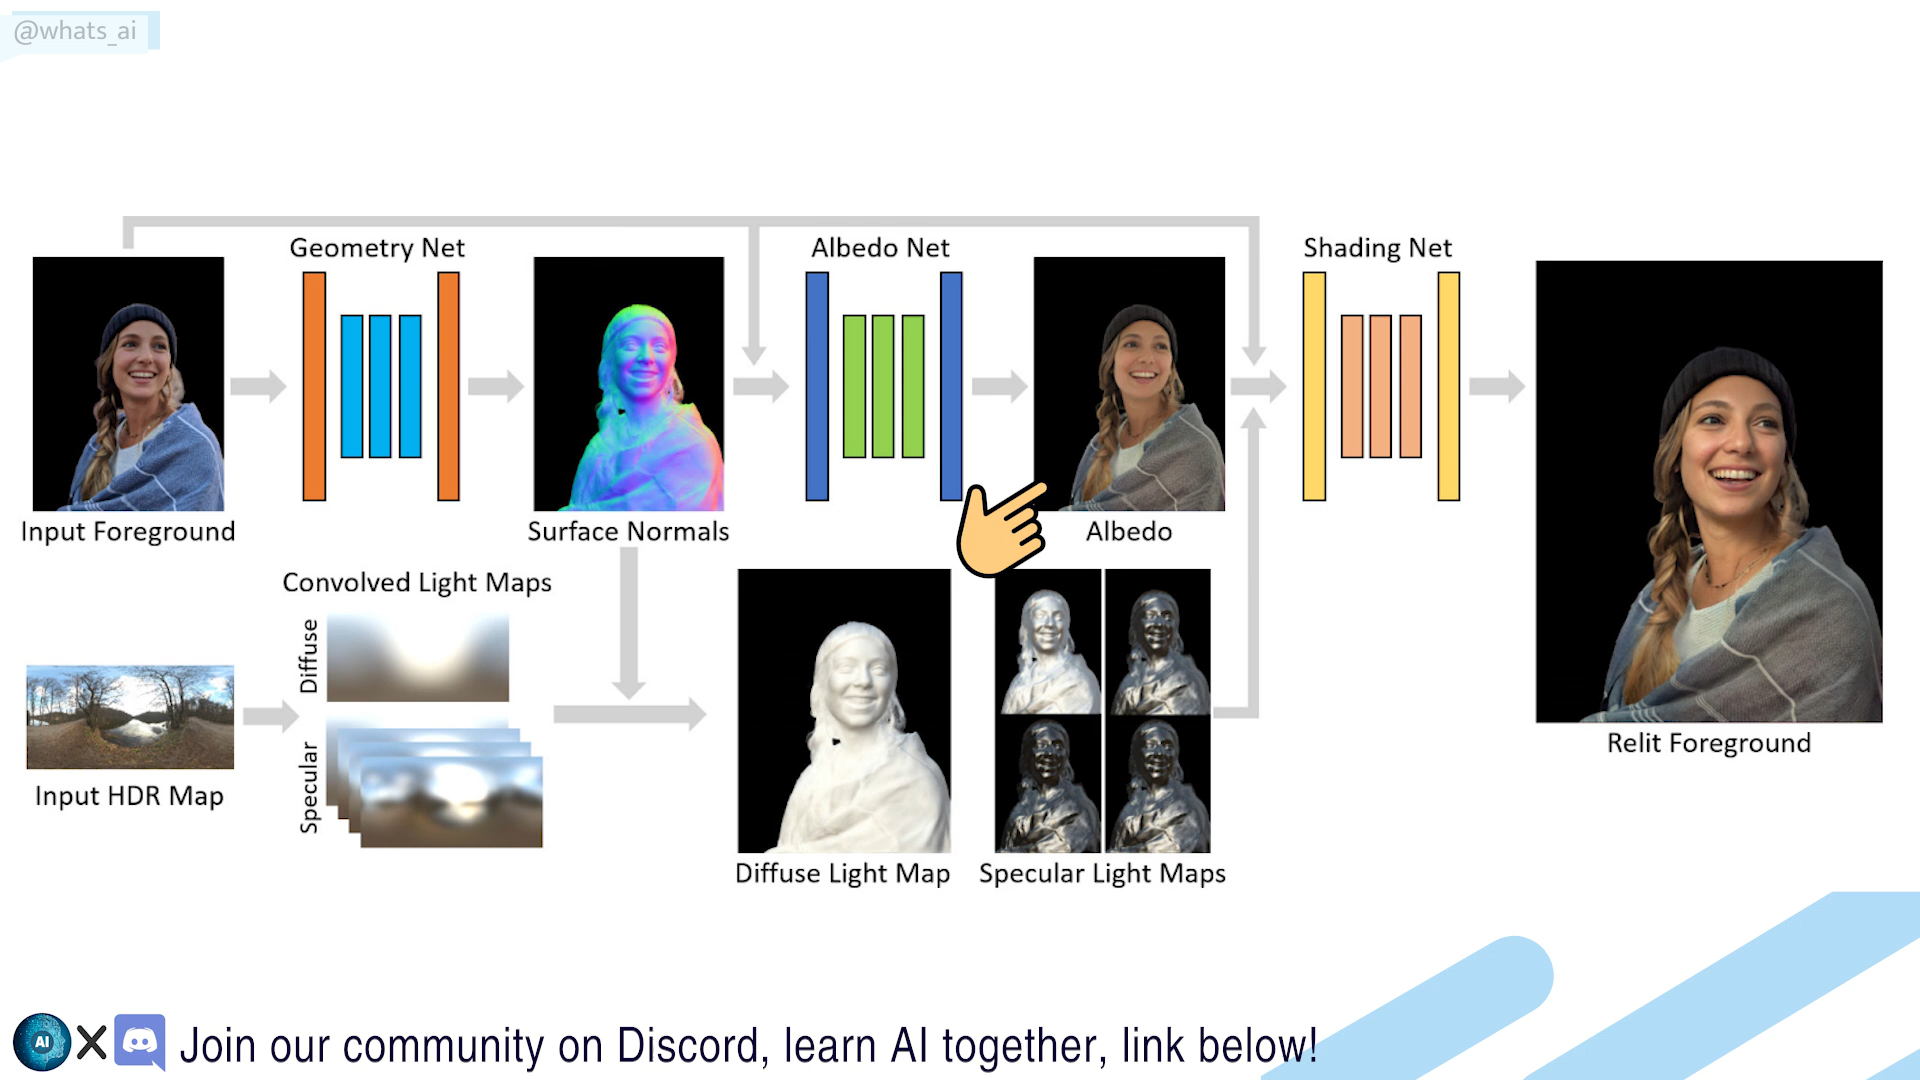 @whats_ai
Geometry Net
Albedo Net
Shading Net
Input Foreground
Surface Normals
Albedo
Convolved Light Maps
Diffuse
Specular
Input HDR Map
Relit Foreground
Diffuse Light Map
Specular Light Maps
AI
Join our community on Discord, learn AI together, link below!